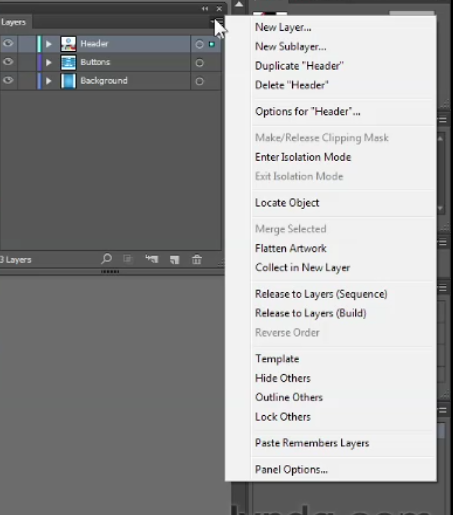 Layers
Header
Buttons
Background
3 Layers
New Layer...
New Sublayer...
Duplicate "Header"
Delete "Header"
Options for "Header"...
Make/Release Clipping Mask
Enter Isolation Mode
Exit Isolation Mode
Locate Object
Merge Selected
Flatten Artwork
Collect in New Layer
Release to Layers (Sequence)
Release to Layers (Build)
Reverse Order
Template
Hide Others
Outline Others
Lock Others
Paste Remembers Layers
Panel Options...